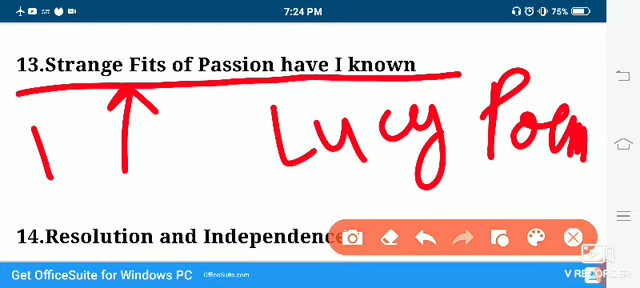 7:24 PM 75%
13.Strange Fits of Passion have I known
1 Lucy Poem
14.Resolution and Independence
Get OfficeSuite for Windows PC OfficeSuite.com
V RECORDER